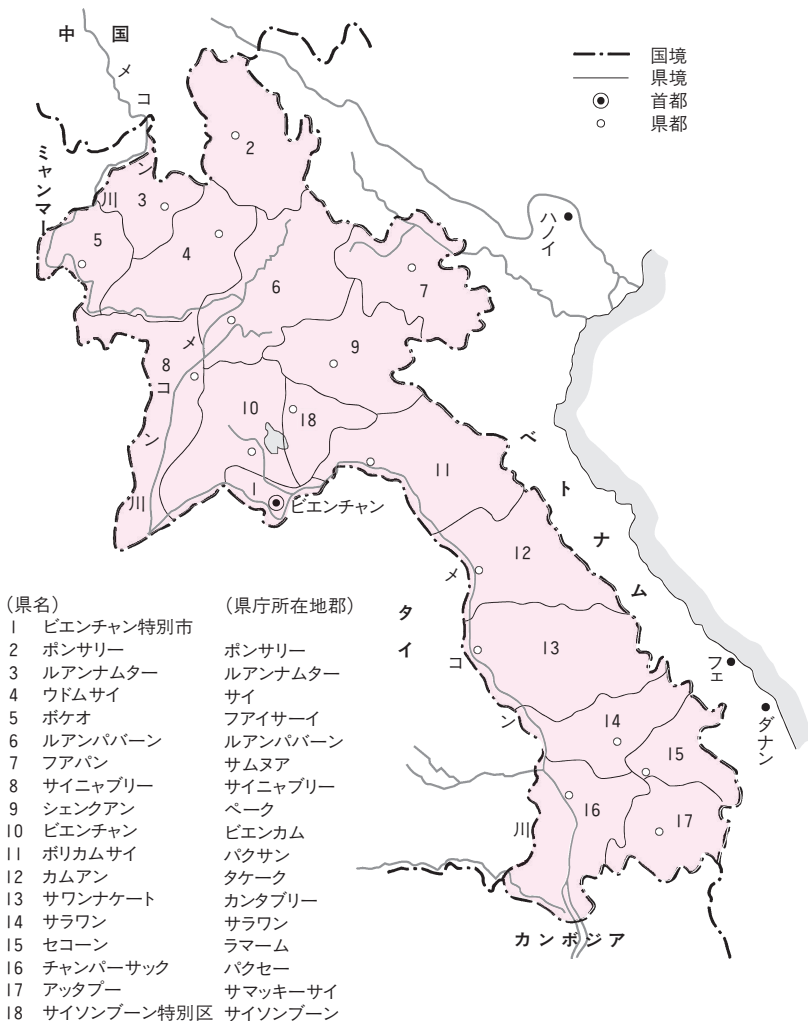 中国
メコン川
ミャンマー
国境
県境
首都
県都
2
3
4
5
6
7
8
9
10
18
1
11
12
13
14
15
16
17
ハノイ
メコン川
ビエンチャン
ベトナム
タイ
メコン川
フェ
ダナン
カンボジア
(県名) (県庁所在地郡)
1 ビエンチャン特別市
2 ポンサリー ポンサリー
3 ルアンナムター ルアンナムター
4 ウドムサイ サイ
5 ボケオ フアイサーイ
6 ルアンパバーン ルアンパバーン
7 フアパン サムヌア
8 サイニャブリー サイニャブリー
9 シェンクアン ペーク
10 ビエンチャン ビエンカム
11 ボリカムサイ パクサン
12 カムアン タケーク
13 サワンナケート カンタブリー
14 サラワン サラワン
15 セコーン ラマーム
16 チャンパーサック パクセー
17 アッタプー サマッキーサイ
18 サイソンブーン特別区 サイソンブーン